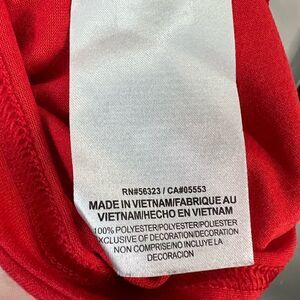 RN#56323 / CA#05553
MADE IN VIETNAM/FABRIQUE AU
VIETNAM/HECHO EN VIETNAM
100% POLYESTER/POLYESTER/POLIESTER
EXCLUSIVE OF DECORATION/DECORATION
NON COMPRISE/NO INCLUYE LA
DECORACION